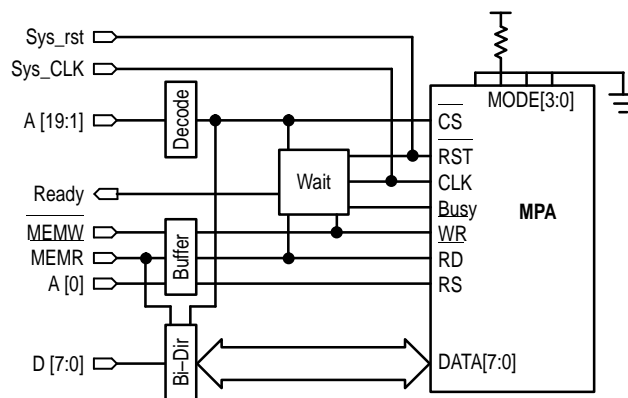 Sys_rst
Sys_CLK
MODE[3:0]
A [19:1]
Decode
CS
RST
Wait
CLK
Ready
Busy
MPA
MEMW
WR
Buffer
MEMR
RD
A [0]
RS
Bi–Dir
D [7:0]
DATA[7:0]